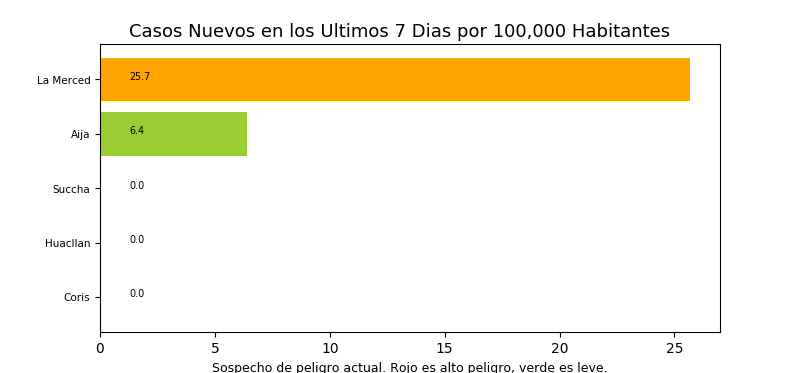 Casos Nuevos en los Ultimos 7 Dias por 100,000 Habitantes
La Merced 25.7
Aija 6.4
Succha 0.0
Huacllan 0.0
Coris 0.0
0 5 10 15 20 25
Sospecho de peligro actual. Rojo es alto peligro, verde es leve.